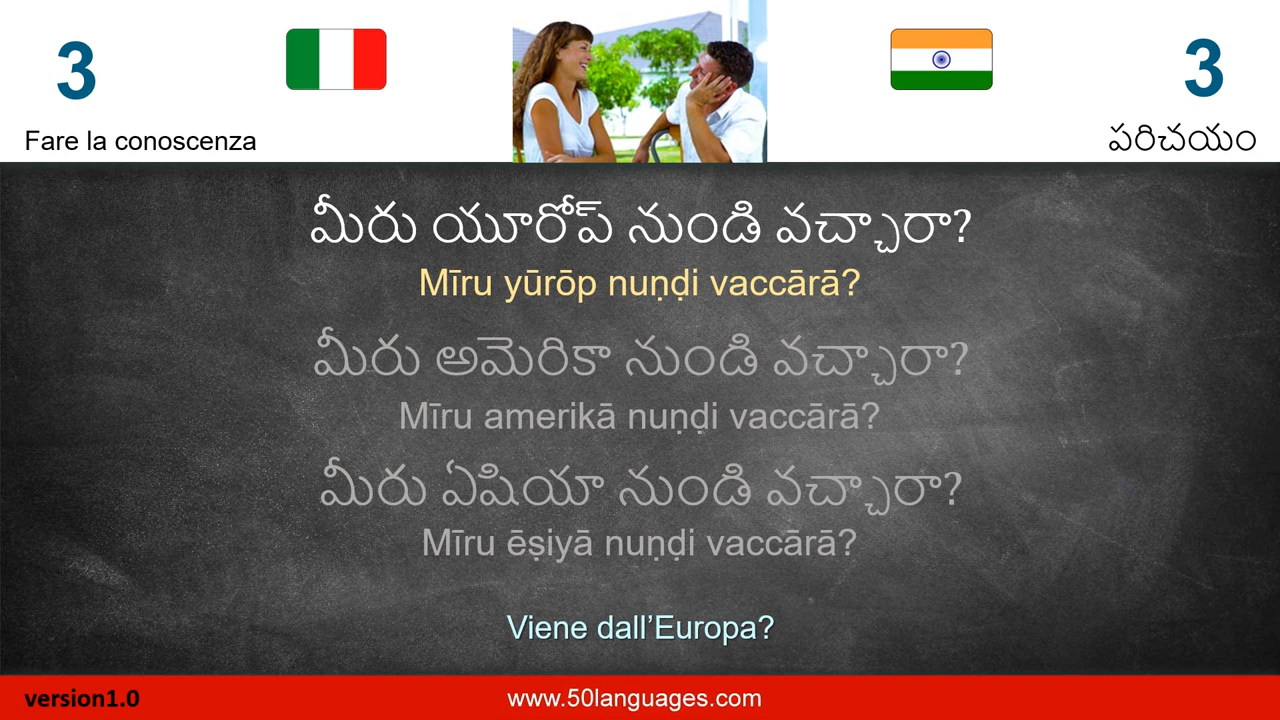 3
3
Fare la conoscenza
పరిచయం
మీరు యూరోప్ నుండి వచ్చారా?
Mīru yūrōp nuṇḍi vaccārā?
మీరు అమెరికా నుండి వచ్చారా?
Mīru amerikā nuṇḍi vaccārā?
మీరు ఏషియా నుండి వచ్చారా?
Mīru ēṣiyā nuṇḍi vaccārā?
Viene dall’Europa?
version1.0
www.50languages.com